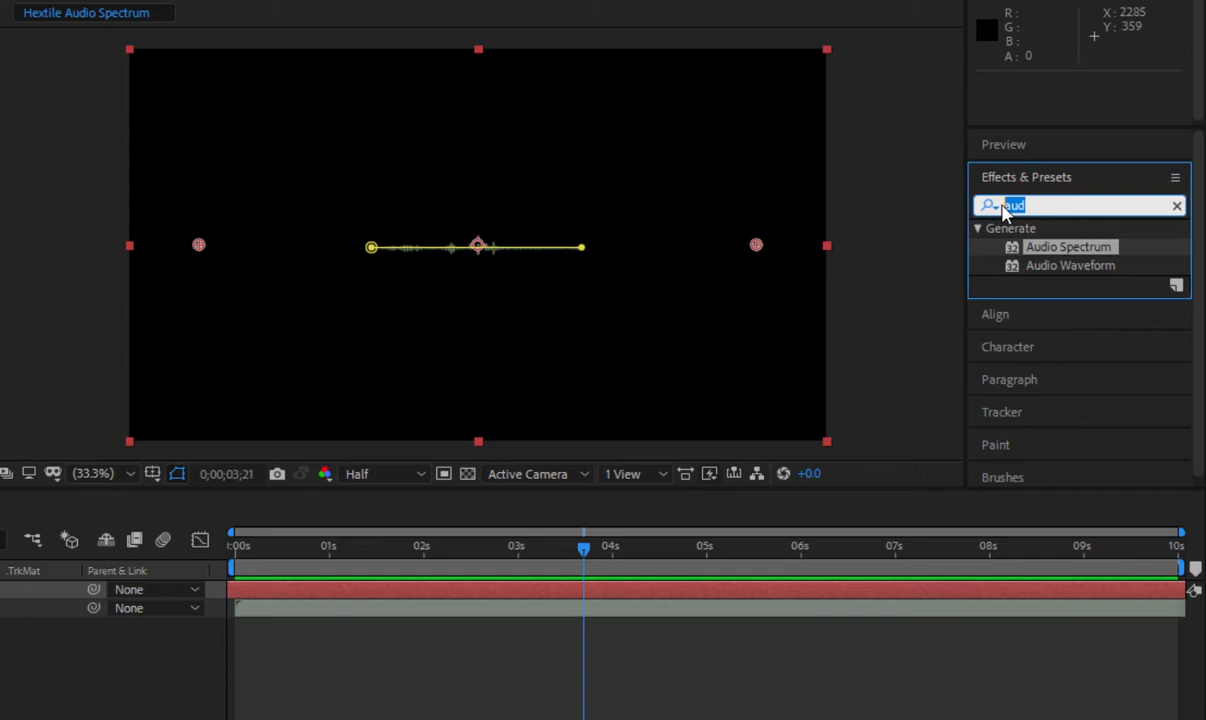 Hextile Audio Spectrum
R :
G :
B :
A : 0
X : 2285
Y : 359
Preview
Effects & Presets
aud
Generate
32 Audio Spectrum
32 Audio Waveform
Align
Character
Paragraph
Tracker
Paint
Brushes
(33.3%)
0;00;03;21
Half
Active Camera
1 View
+0.0
:00s 01s 02s 03s 04s 05s 06s 07s 08s 09s 10s
.TrkMat Parent & Link
None
None